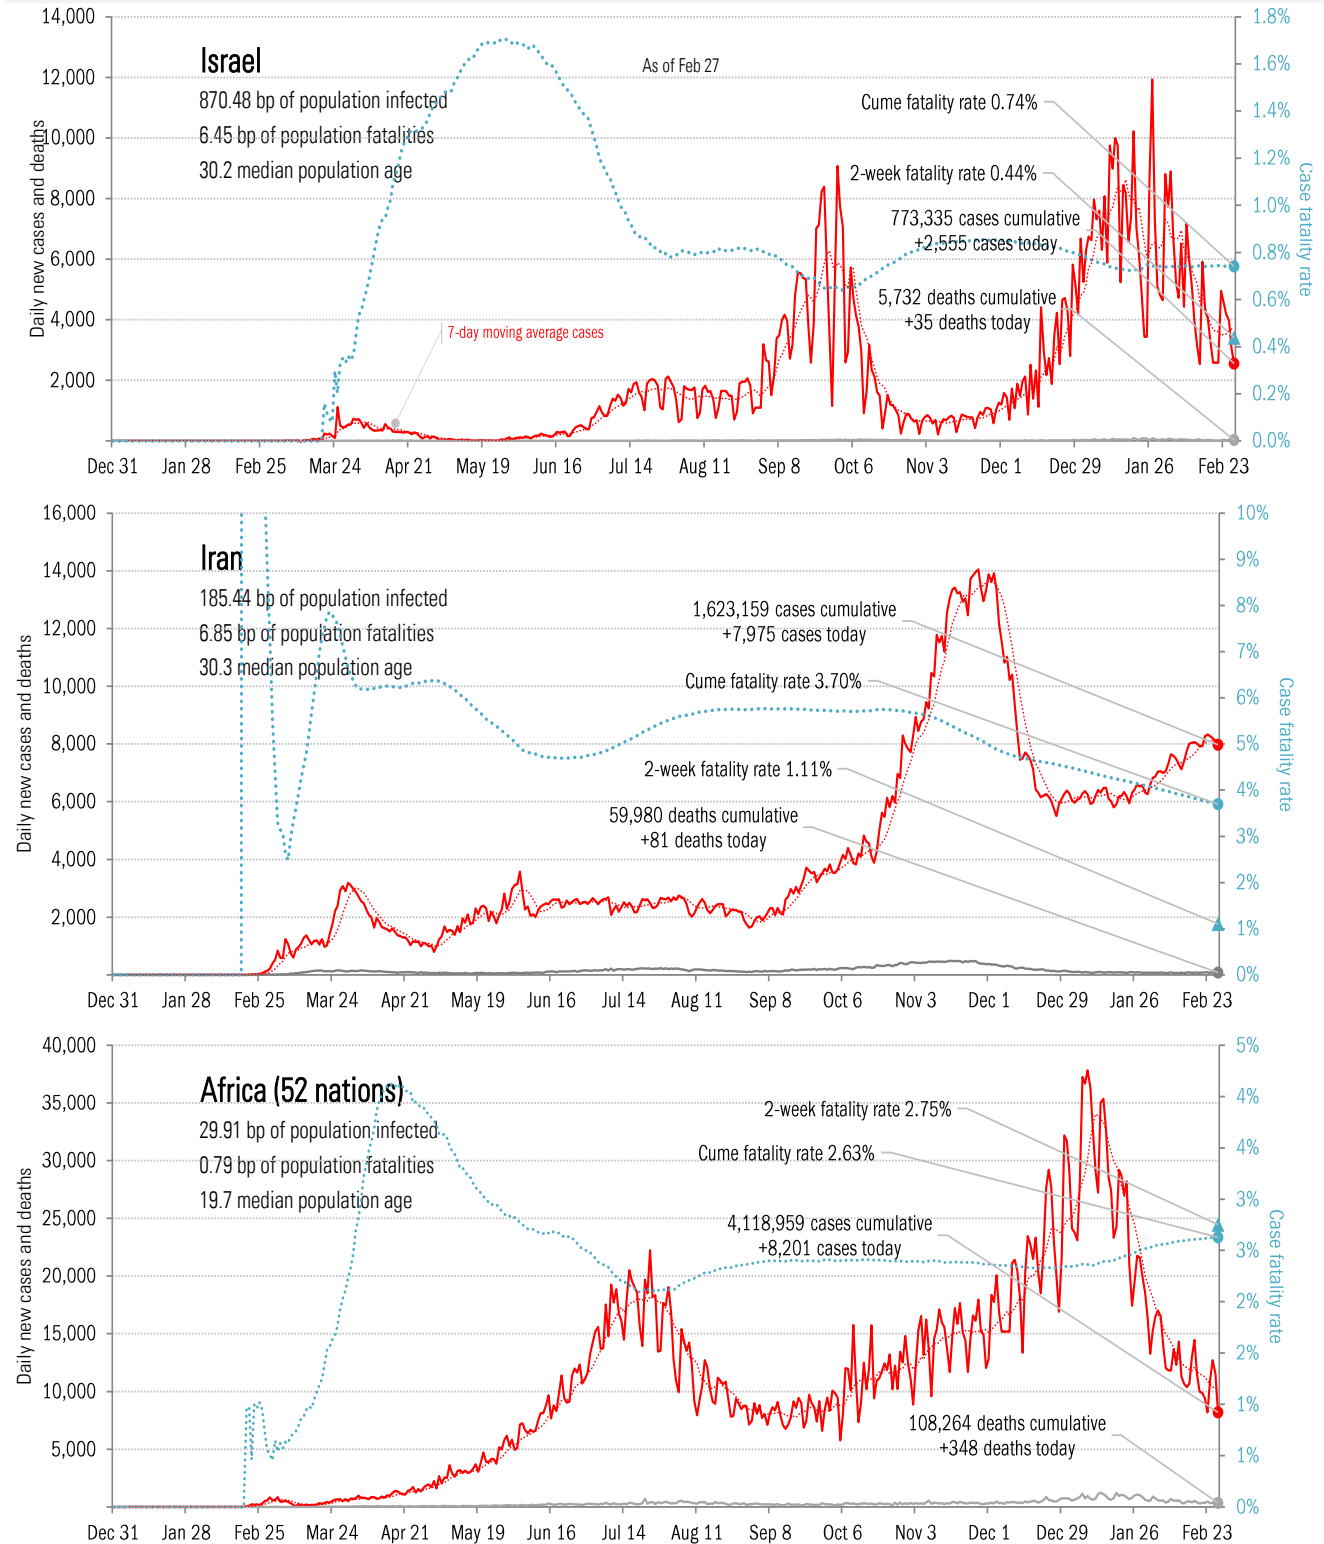 14,000
12,000
10,000
8,000
6,000
4,000
2,000
Daily new cases and deaths
Israel
870.48 bp of population infected
6.45 bp of population fatalities
30.2 median population age
As of Feb 27
7-day moving average cases
Cume fatality rate 0.74%
2-week fatality rate 0.44%
773,335 cases cumulative
+2,555 cases today
5,732 deaths cumulative
+35 deaths today
1.8%
1.6%
1.4%
1.2%
1.0%
0.8%
0.6%
0.4%
0.2%
0.0%
Case fatality rate
Dec 31 Jan 28 Feb 25 Mar 24 Apr 21 May 19 Jun 16 Jul 14 Aug 11 Sep 8 Oct 6 Nov 3 Dec 1 Dec 29 Jan 26 Feb 23
16,000
14,000
12,000
10,000
8,000
6,000
4,000
2,000
Daily new cases and deaths
Iran
185.44 bp of population infected
6.85 bp of population fatalities
30.3 median population age
1,623,159 cases cumulative
+7,975 cases today
Cume fatality rate 3.70%
2-week fatality rate 1.11%
59,980 deaths cumulative
+81 deaths today
10%
9%
8%
7%
6%
5%
4%
3%
2%
1%
0%
Case fatality rate
Dec 31 Jan 28 Feb 25 Mar 24 Apr 21 May 19 Jun 16 Jul 14 Aug 11 Sep 8 Oct 6 Nov 3 Dec 1 Dec 29 Jan 26 Feb 23
40,000
35,000
30,000
25,000
20,000
15,000
10,000
5,000
Daily new cases and deaths
Africa (52 nations)
29.91 bp of population infected
0.79 bp of population fatalities
19.7 median population age
2-week fatality rate 2.75%
Cume fatality rate 2.63%
4,118,959 cases cumulative
+8,201 cases today
108,264 deaths cumulative
+348 deaths today
5%
4%
4%
3%
3%
2%
2%
1%
1%
0%
Case fatality rate
Dec 31 Jan 28 Feb 25 Mar 24 Apr 21 May 19 Jun 16 Jul 14 Aug 11 Sep 8 Oct 6 Nov 3 Dec 1 Dec 29 Jan 26 Feb 23